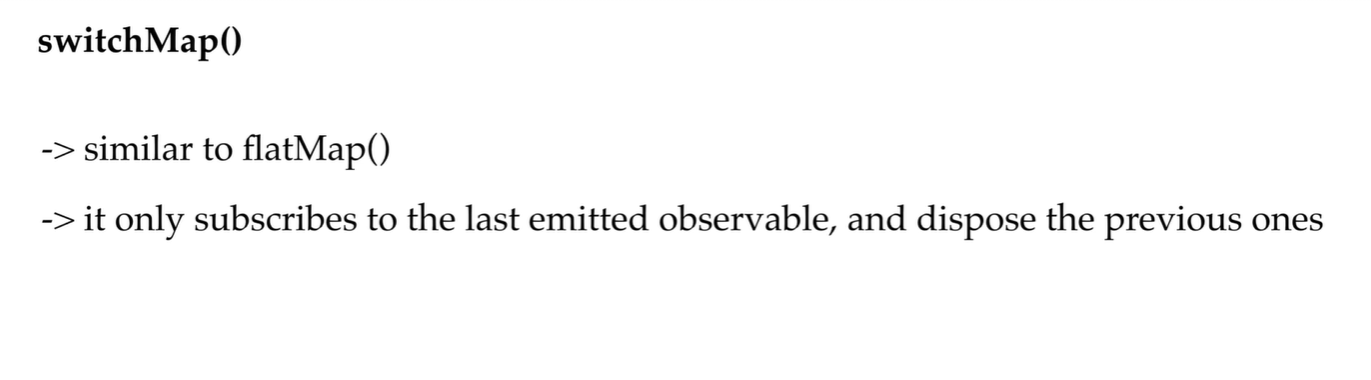 switchMap()
-> similar to flatMap()
-> it only subscribes to the last emitted observable, and dispose the previous ones